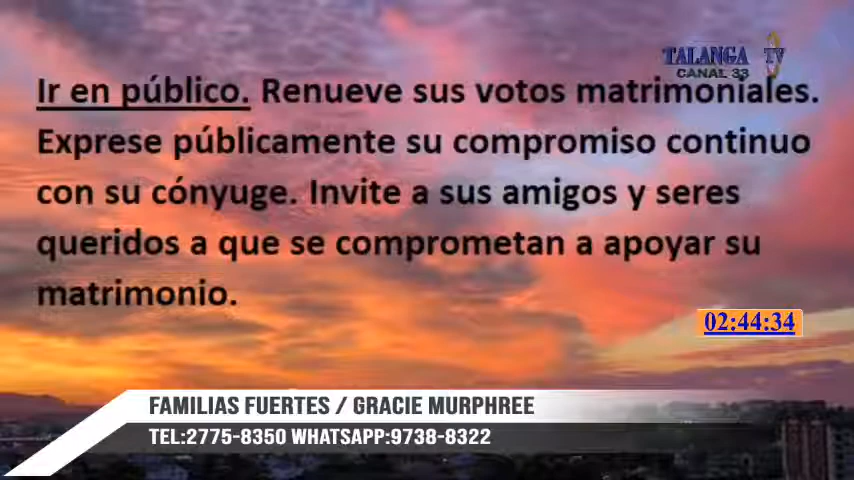 TALANGA TV
CANAL 33
Ir en público. Renueve sus votos matrimoniales.
Exprese públicamente su compromiso continuo
con su cónyuge. Invite a sus amigos y seres
queridos a que se comprometan a apoyar su
matrimonio.
02:44:34
FAMILIAS FUERTES / GRACIE MURPHREE
TEL:2775-8350 WHATSAPP:9738-8322